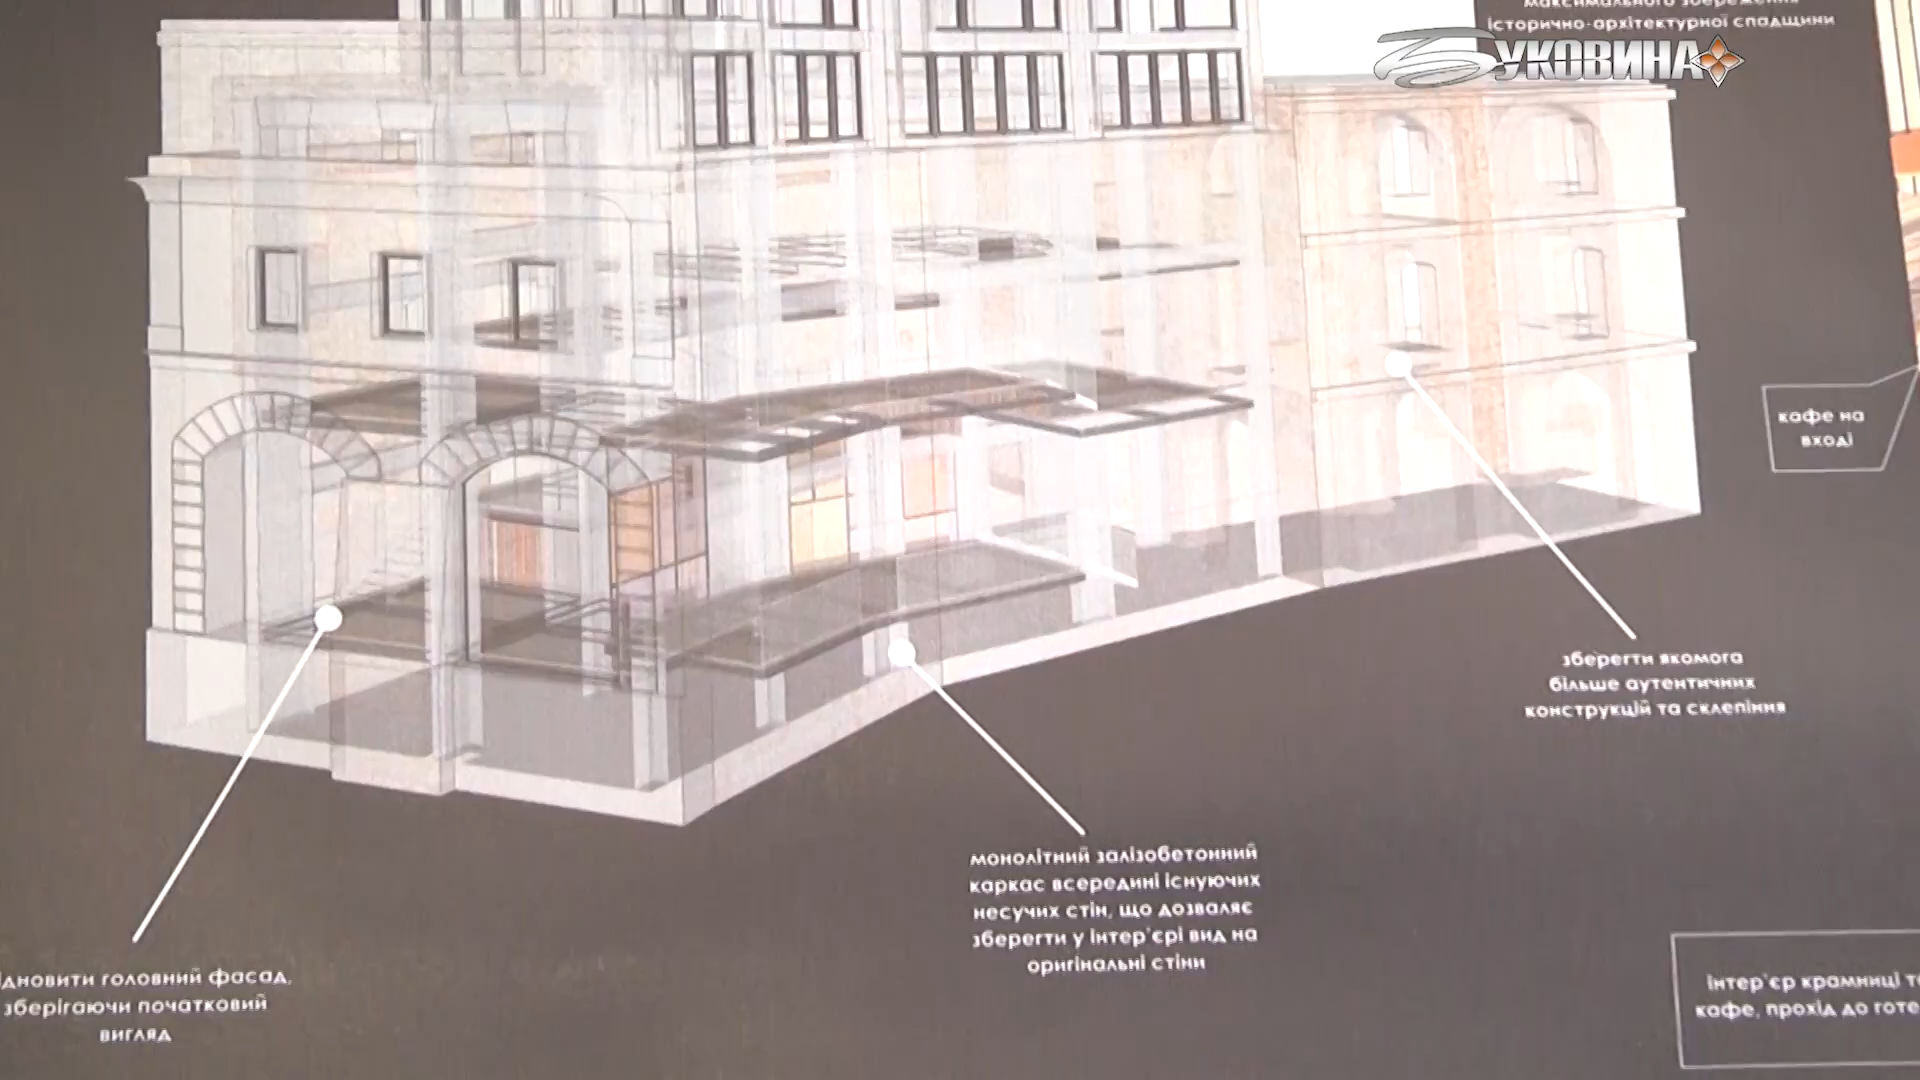 максимального збереження
історично-архітектурної спадщини
БУКОВИНА
кафе на
вході
зберегти якомога
більше аутентичних
конструкцій та склепіння
монолітний залізобетонний
каркас всередині існуючих
несучих стін, що дозволяє
зберегти у інтер'єрі вид на
оригінальні стіни
ідновити головний фасад,
зберігаючи початковий
вигляд
інтер'єр крамниці т
кафе, прохід до готе